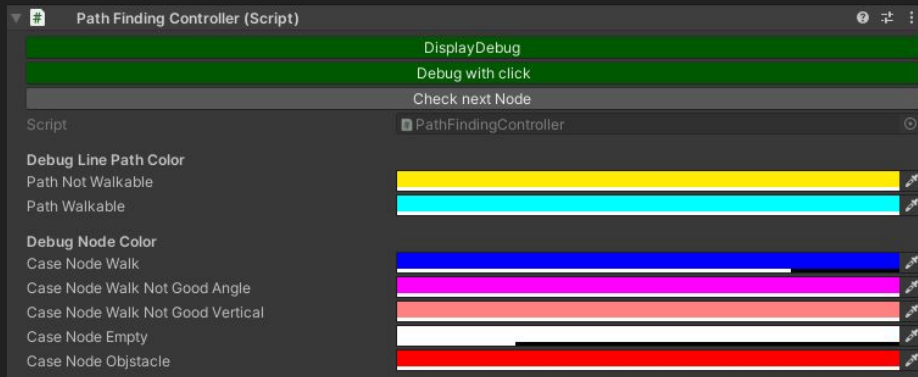 Path Finding Controller (Script)
DisplayDebug
Debug with click
Check next Node
Script PathFindingController
Debug Line Path Color
Path Not Walkable
Path Walkable
Debug Node Color
Case Node Walk
Case Node Walk Not Good Angle
Case Node Walk Not Good Vertical
Case Node Empty
Case Node Objstacle